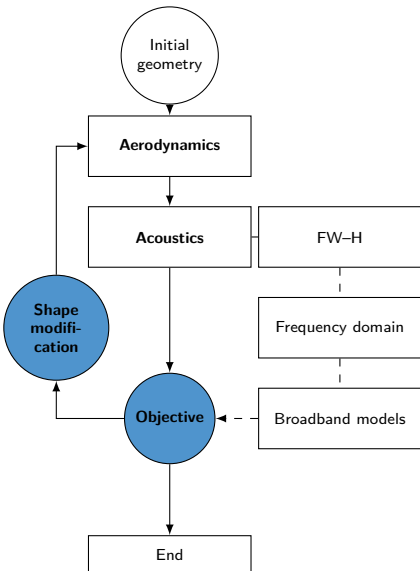 Initial
geometry
Aerodynamics
Acoustics
FW–H
Shape
modifi-
cation
Frequency domain
Objective
Broadband models
End